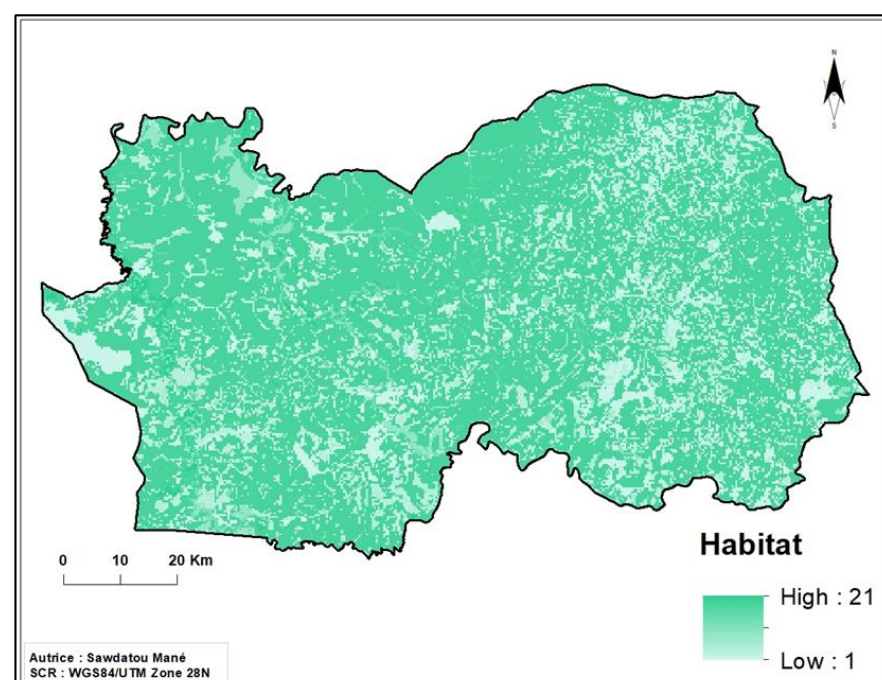 N
S
0 10 20 Km
Habitat
High : 21
Low : 1
Autrice : Sawdatou Mané
SCR : WGS84/UTM Zone 28N